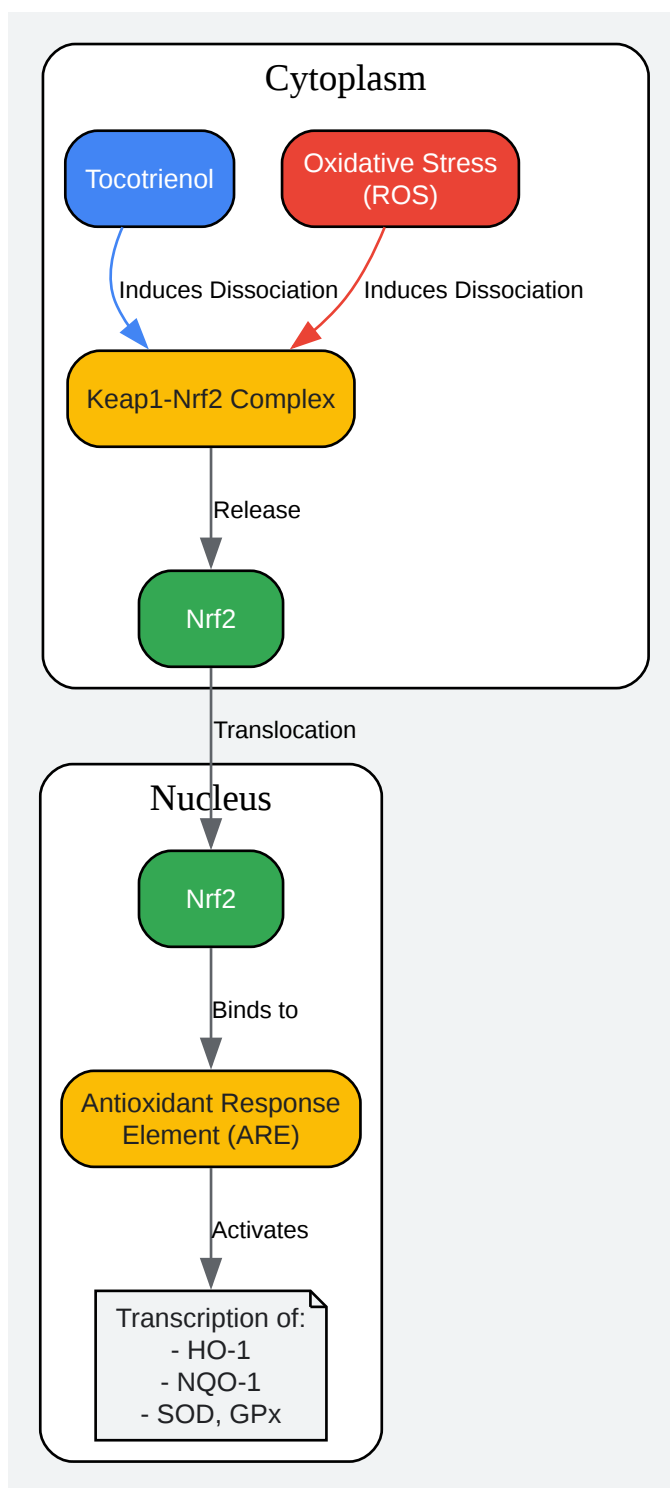 Cytoplasm
Tocotrienol
Oxidative Stress
(ROS)
Induces Dissociation
Induces Dissociation
Keap1-Nrf2 Complex
Release
Nrf2
Translocation
Nucleus
Nrf2
Binds to
Antioxidant Response
Element (ARE)
Activates
Transcription of:
- HO-1
- NQO-1
- SOD, GPx